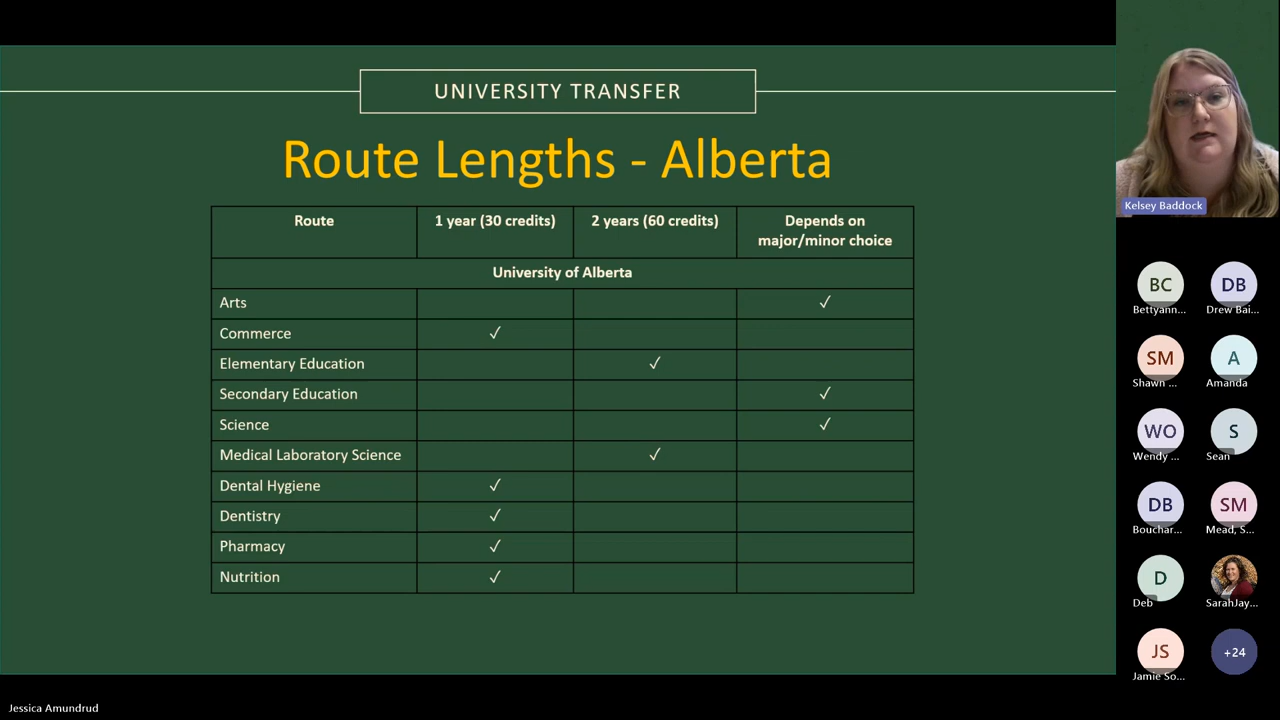 UNIVERSITY TRANSFER
Route Lengths - Alberta
Route 1 year (30 credits) 2 years (60 credits) Depends on
major/minor choice
University of Alberta
Arts ✓
Commerce ✓
Elementary Education ✓
Secondary Education ✓
Science ✓
Medical Laboratory Science ✓
Dental Hygiene ✓
Dentistry ✓
Pharmacy ✓
Nutrition ✓
Kelsey Baddock
BC DB
Bettyann... Drew Bai...
SM A
Shawn ... Amanda
WO S
Wendy ... Sean
DB SM
Bouchar... Mead, S...
D
Deb SarahJay...
JS +24
Jamie So...
Jessica Amundrud